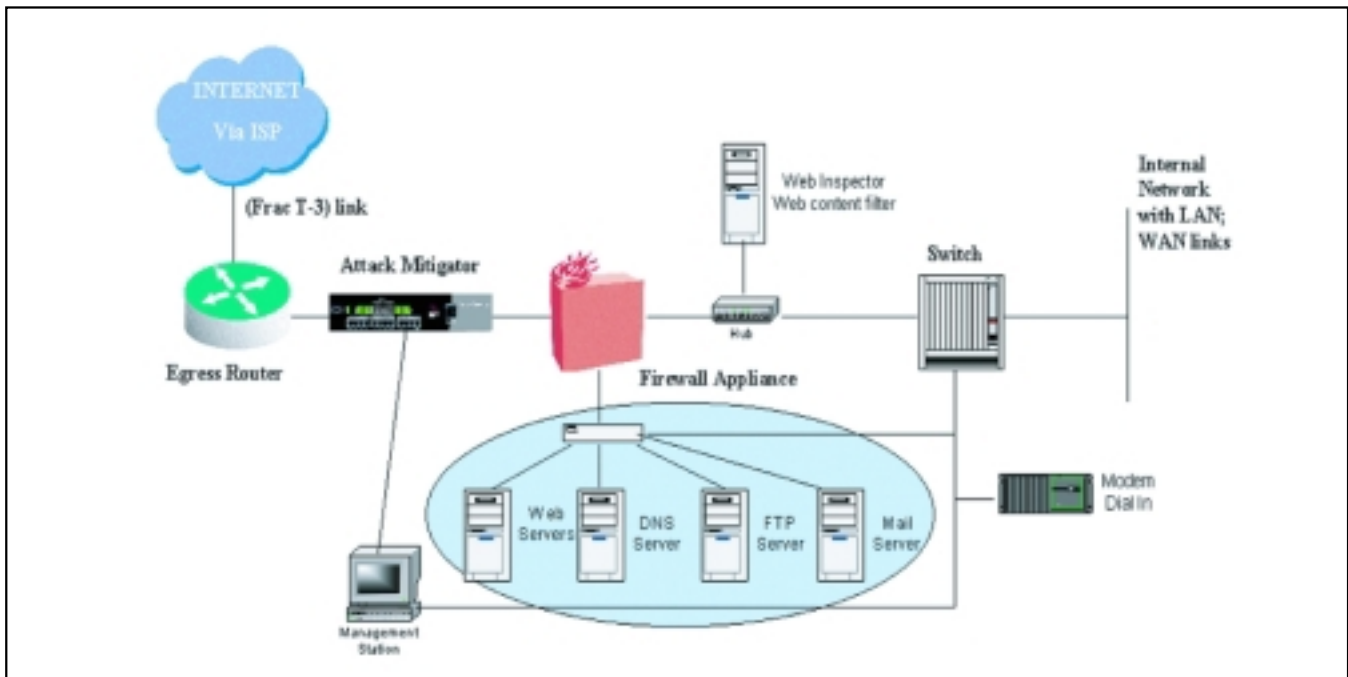 INTERNET
Via ISP
(Frac T-3) link
Attack Mitigator
Egress Router
Web Inspector
Web content filter
Hub
Switch
Internal
Network
with LAN;
WAN links
Firewall Appliance
Web
Servers
DNS
Server
FTP
Server
Mail
Server
Modem
Dial In
Management
Station